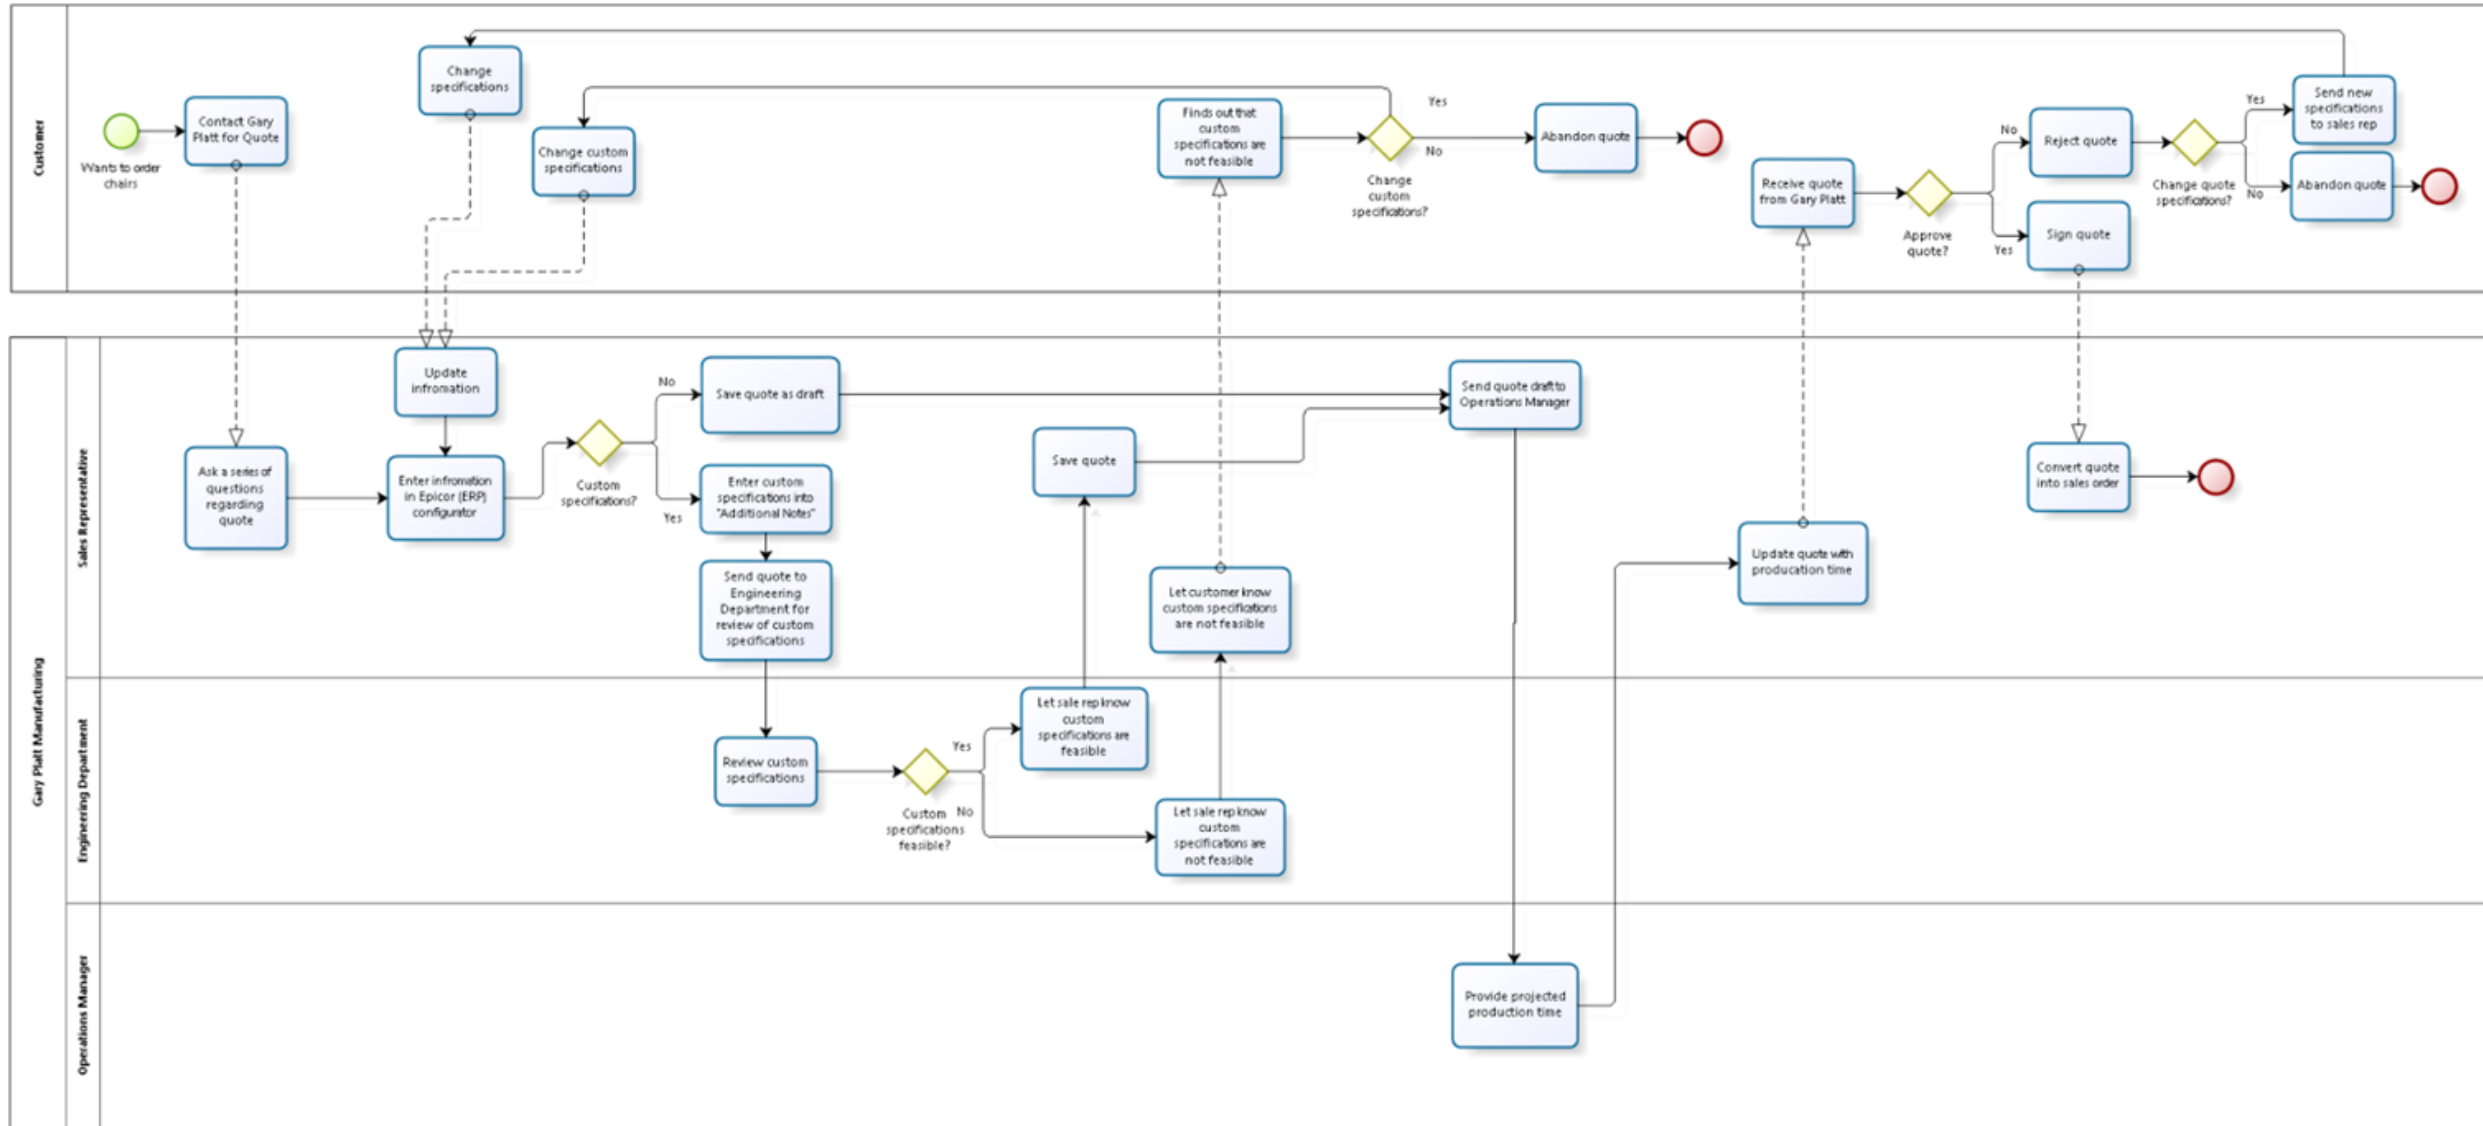 Customer
Wants to order
chairs
Contact Gary
Platt for Quote
Change
specifications
Change custom
specifications
Finds out that
custom
specifications are
not feasible
Change
custom
specifications?
Yes
No
Abandon quote
Receive quote
from Gary Platt
Approve
quote?
No
Yes
Reject quote
Sign quote
Change quote
specifications?
Yes
No
Send new
specifications
to sales rep
Abandon quote
Gary Platt Manufacturing
Sales Representative
Ask a series of
questions
regarding
quote
Update
infromation
Enter infromation
in Epicor (ERP)
configurator
Custom
specifications?
No
Yes
Save quote as draft
Enter custom
specifications into
"Additional Notes"
Send quote to
Engineering
Department for
review of custom
specifications
Save quote
Let customer know
custom specifications
are not feasible
Send quote draft to
Operations Manager
Update quote with
producation time
Convert quote
into sales order
Engineering Department
Review custom
specifications
Custom
specifications
feasible?
Yes
No
Let sale rep know
custom
specifications are
feasible
Let sale rep know
custom
specifications are
not feasible
Operations Manager
Provide projected
production time